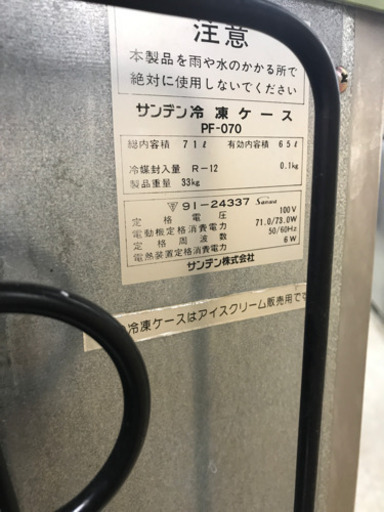 注意
本製品を雨や水のかかる所で
絶対に使用しないでください
サンデン冷凍ケース
PF-070
総内容積 71ℓ 有効内容積 65ℓ
冷媒封入量 R-12 0.1kg
製品重量 33kg
91-24337 Sanden
定格電圧 100V
電動機定格消費電力 71.0/73.0W
定格周波数 50/60Hz
電熱装置定格消費電力 6W
サンデン株式会社
冷凍ケースはアイスクリーム販売用です